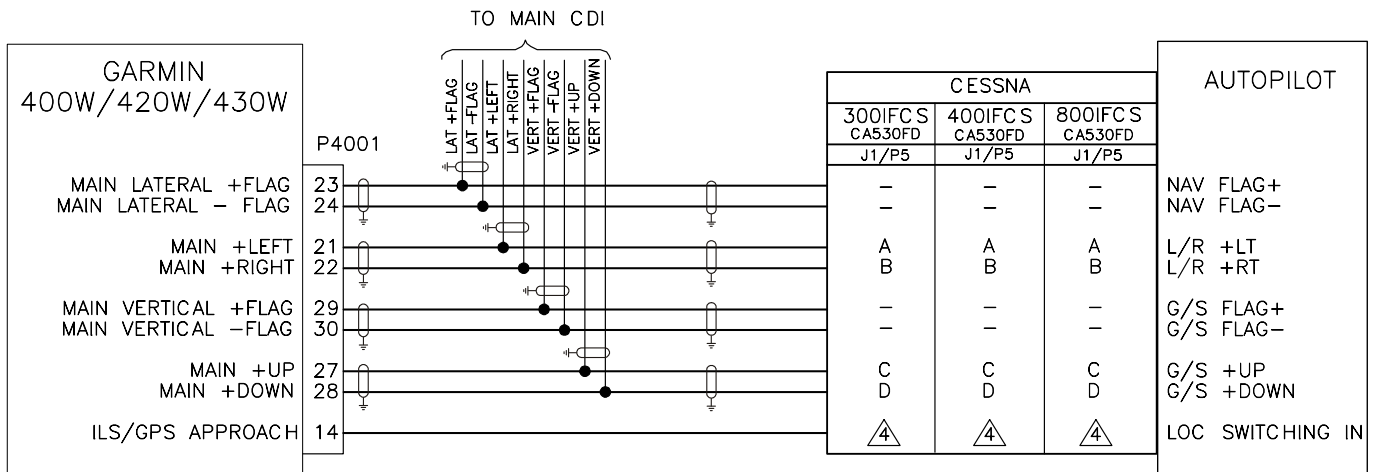 TO MAIN CDI
GARMIN
400W/420W/430W
P4001
LAT +FLAG
LAT -FLAG
LAT +LEFT
LAT +RIGHT
VERT +FLAG
VERT -FLAG
VERT +UP
VERT +DOWN
CESSNA
300IFCS 400IFCS 800IFCS
CA530FD CA530FD CA530FD
J1/P5 J1/P5 J1/P5
AUTOPILOT
MAIN LATERAL +FLAG 23 - - - NAV FLAG+
MAIN LATERAL - FLAG 24 - - - NAV FLAG-
MAIN +LEFT 21 A A A L/R +LT
MAIN +RIGHT 22 B B B L/R +RT
MAIN VERTICAL +FLAG 29 - - - G/S FLAG+
MAIN VERTICAL -FLAG 30 - - - G/S FLAG-
MAIN +UP 27 C C C G/S +UP
MAIN +DOWN 28 D D D G/S +DOWN
ILS/GPS APPROACH 14 4 4 4 LOC SWITCHING IN